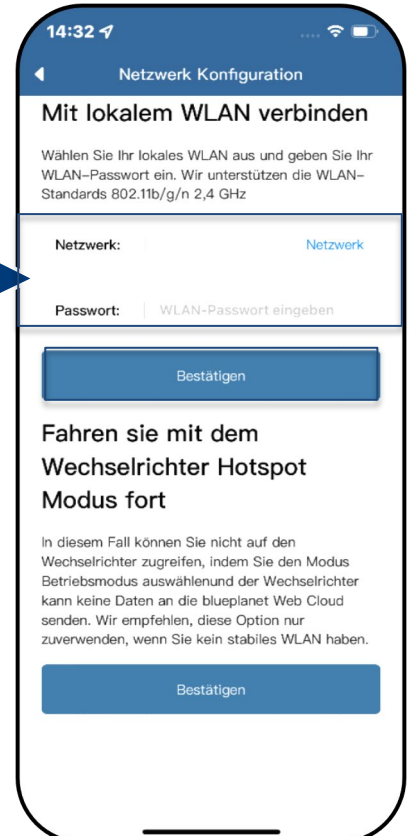 14:32
Netzwerk Konfiguration
Mit lokalem WLAN verbinden
Wählen Sie Ihr lokales WLAN aus und geben Sie Ihr
WLAN-Passwort ein. Wir unterstützen die WLAN-
Standards 802.11b/g/n 2,4 GHz
Netzwerk: Netzwerk
Passwort: WLAN-Passwort eingeben
Bestätigen
Fahren sie mit dem
Wechselrichter Hotspot
Modus fort
In diesem Fall können Sie nicht auf den
Wechselrichter zugreifen, indem Sie den Modus
Betriebsmodus auswählenund der Wechselrichter
kann keine Daten an die blueplanet Web Cloud
senden. Wir empfehlen, diese Option nur
zuverwenden, wenn Sie kein stabiles WLAN haben.
Bestätigen